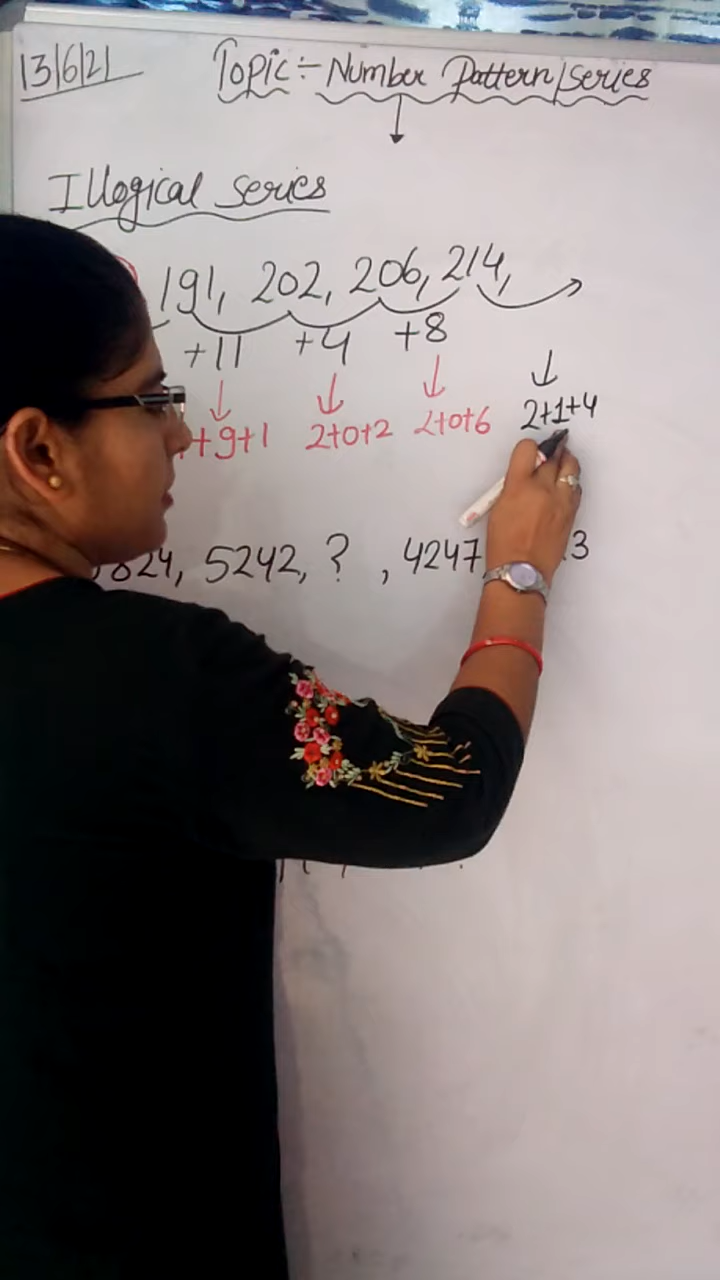 13/6/21 Topic:- Number Pattern/Series
Illogical series
191, 202, 206, 214,
+11 +4 +8
+9+1 2+0+2 2+0+6 2+1+4
824, 5242, ? , 4247 3